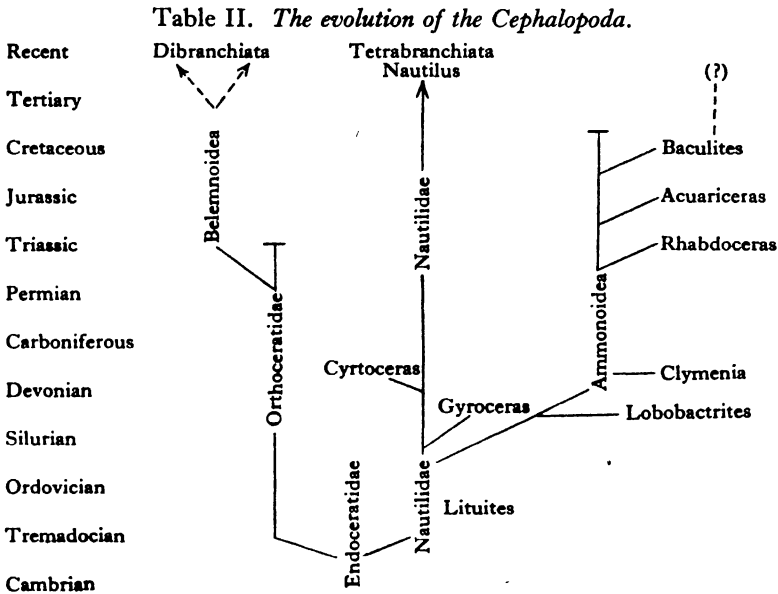 Table II. The evolution of the Cephalopoda.
Recent Dibranchiata Tetrabranchiata
Nautilus (?)
Tertiary
Cretaceous Baculites
Belemnoidea
Jurassic Acuariceras
Nautilidae
Triassic Rhabdoceras
Permian
Ammonoidea
Orthoceratidae
Carboniferous
Cyrtoceras Clymenia
Devonian
Gyroceras Lobobactrites
Silurian
Ordovician
Endoceratidae
Nautilidae
Lituites
Tremadocian
Cambrian